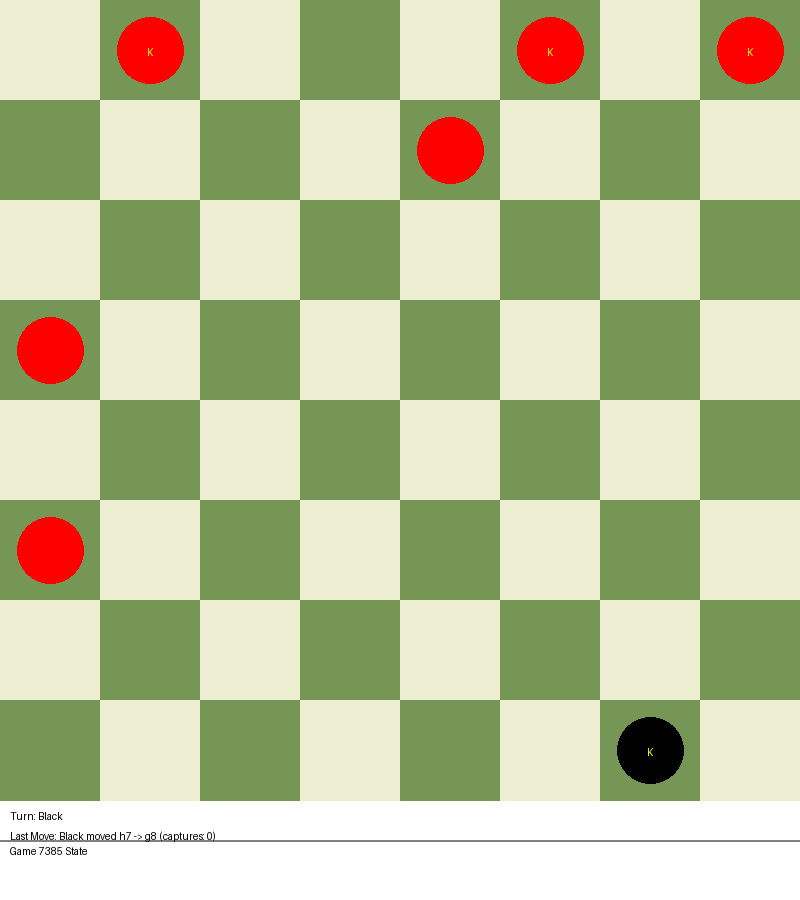 K K K
K
Turn: Black
Last Move: Black moved h7 -> g8 (captures: 0)
Game 7385 State